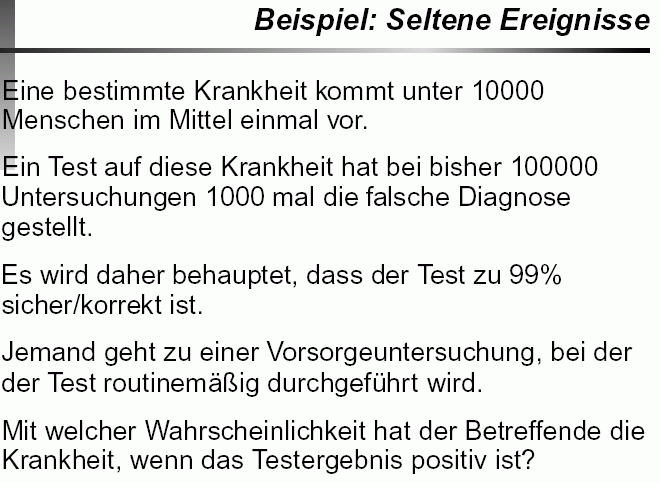 Beispiel: Seltene Ereignisse
Eine bestimmte Krankheit kommt unter 10000
Menschen im Mittel einmal vor.
Ein Test auf diese Krankheit hat bei bisher 100000
Untersuchungen 1000 mal die falsche Diagnose
gestellt.
Es wird daher behauptet, dass der Test zu 99%
sicher/korrekt ist.
Jemand geht zu einer Vorsorgeuntersuchung, bei der
der Test routinemäßig durchgeführt wird.
Mit welcher Wahrscheinlichkeit hat der Betreffende die
Krankheit, wenn das Testergebnis positiv ist?